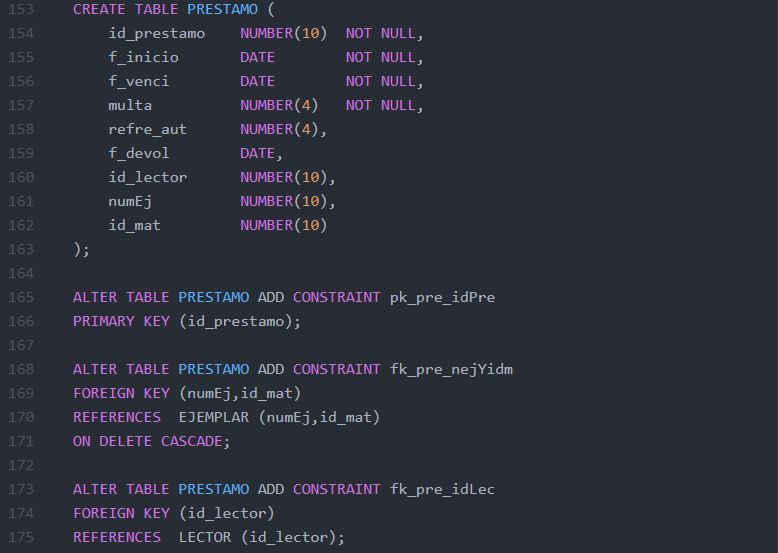 153 CREATE TABLE PRESTAMO (
154 id_prestamo NUMBER(10) NOT NULL,
155 f_inicio DATE NOT NULL,
156 f_venci DATE NOT NULL,
157 multa NUMBER(4) NOT NULL,
158 refre_aut NUMBER(4),
159 f_devol DATE,
160 id_lector NUMBER(10),
161 numEj NUMBER(10),
162 id_mat NUMBER(10)
163 );
164
165 ALTER TABLE PRESTAMO ADD CONSTRAINT pk_pre_idPre
166 PRIMARY KEY (id_prestamo);
167
168 ALTER TABLE PRESTAMO ADD CONSTRAINT fk_pre_nejYidm
169 FOREIGN KEY (numEj,id_mat)
170 REFERENCES EJEMPLAR (numEj,id_mat)
171 ON DELETE CASCADE;
172
173 ALTER TABLE PRESTAMO ADD CONSTRAINT fk_pre_idLec
174 FOREIGN KEY (id_lector)
175 REFERENCES LECTOR (id_lector);